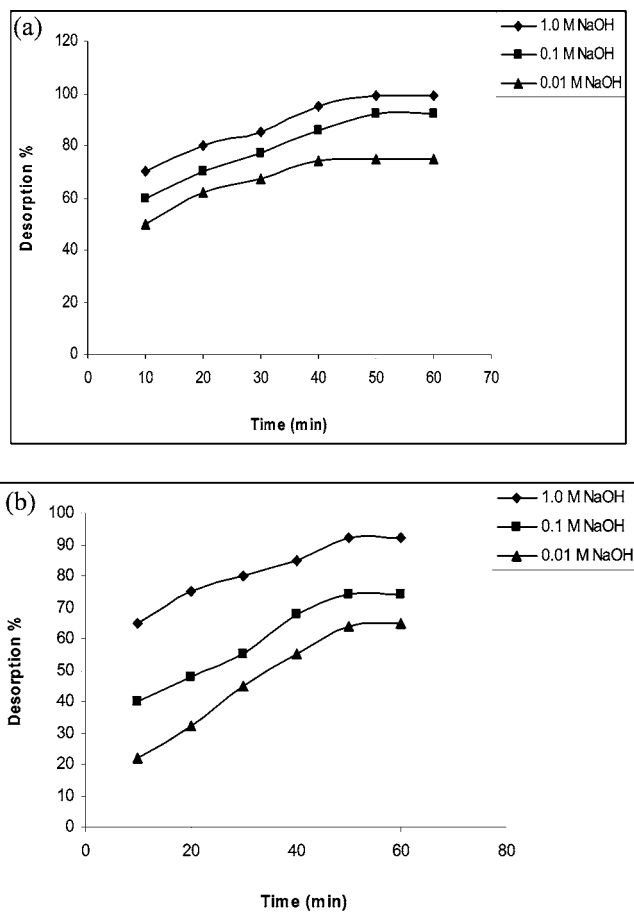 (a)
1.0 M NaOH
0.1 M NaOH
0.01 M NaOH
120
100
80
60
40
20
0
Desorption %
0 10 20 30 40 50 60 70
Time (min)
(b)
1.0 M NaOH
0.1 M NaOH
0.01 M NaOH
100
90
80
70
60
50
40
30
20
10
0
Desorption %
0 20 40 60 80
Time (min)